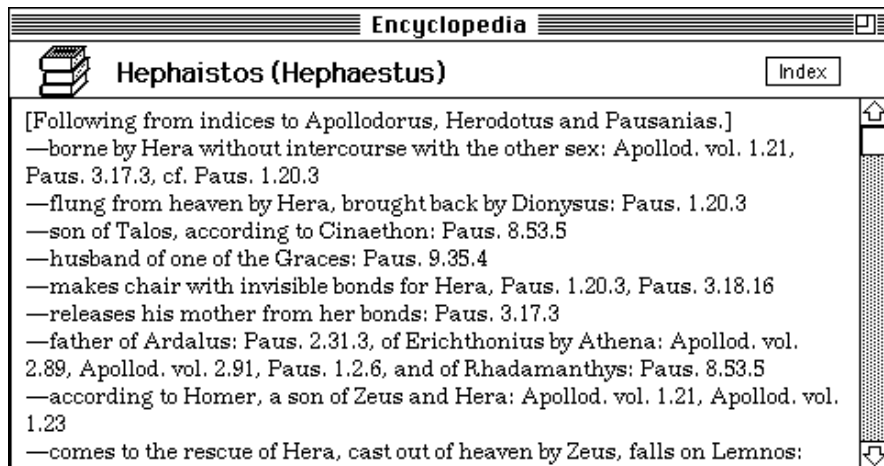 Encyclopedia
Hephaistos (Hephaestus)
Index
[Following from indices to Apollodorus, Herodotus and Pausanias.]
—borne by Hera without intercourse with the other sex: Apollod. vol. 1.21,
Paus. 3.17.3, cf. Paus. 1.20.3
—flung from heaven by Hera, brought back by Dionysus: Paus. 1.20.3
—son of Talos, according to Cinaethon: Paus. 8.53.5
—husband of one of the Graces: Paus. 9.35.4
—makes chair with invisible bonds for Hera, Paus. 1.20.3, Paus. 3.18.16
—releases his mother from her bonds: Paus. 3.17.3
—father of Ardalus: Paus. 2.31.3, of Erichthonius by Athena: Apollod. vol.
2.89, Apollod. vol. 2.91, Paus. 1.2.6, and of Rhadamanthys: Paus. 8.53.5
—according to Homer, a son of Zeus and Hera: Apollod. vol. 1.21, Apollod. vol.
1.23
—comes to the rescue of Hera, cast out of heaven by Zeus, falls on Lemnos: